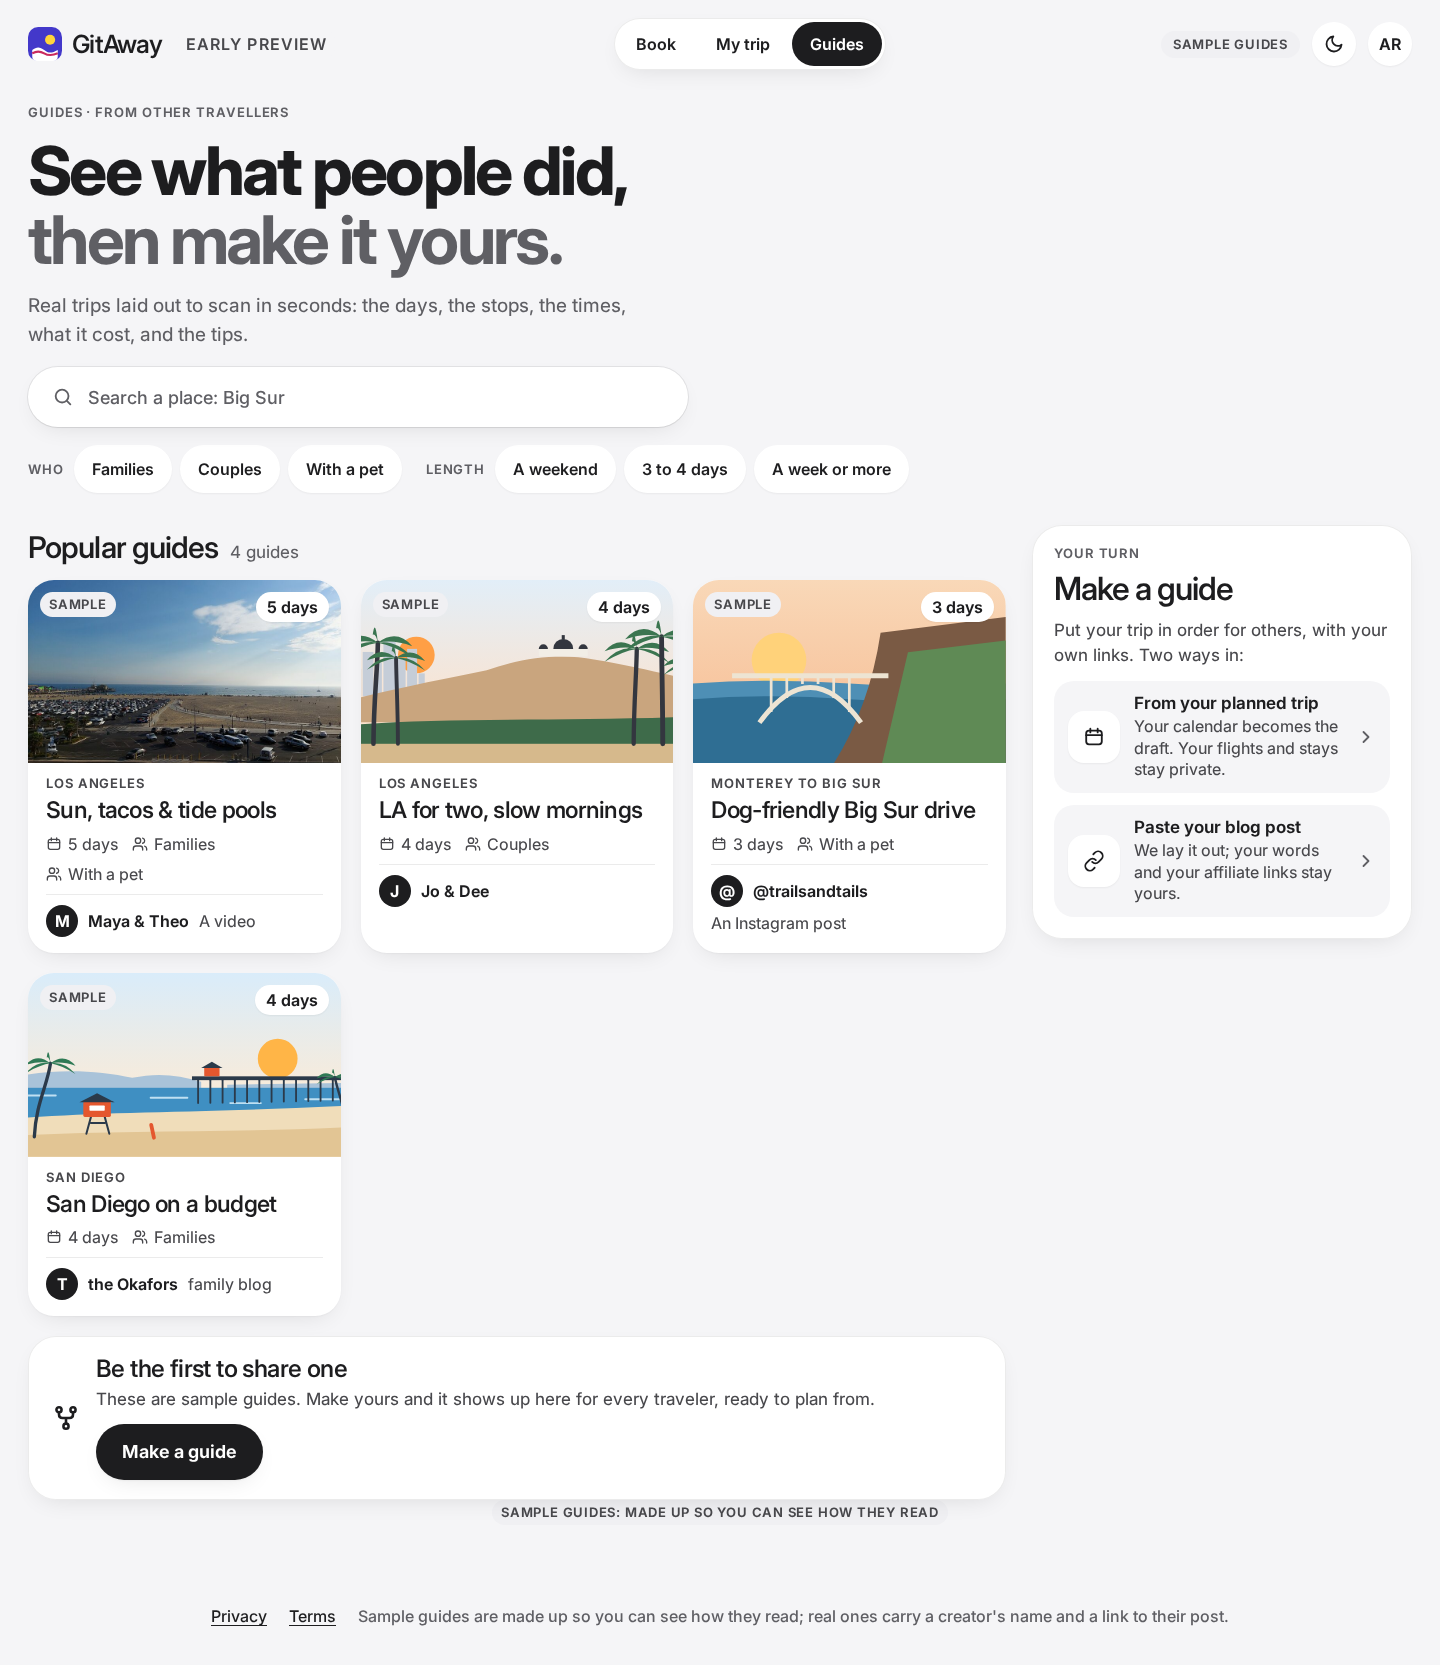 GitAway
EARLY PREVIEW
Book
My trip
Guides
SAMPLE GUIDES
AR
GUIDES · FROM OTHER TRAVELLERS
See what people did,
then make it yours.
Real trips laid out to scan in seconds: the days, the stops, the times,
what it cost, and the tips.
Search a place: Big Sur
WHO
Families
Couples
With a pet
LENGTH
A weekend
3 to 4 days
A week or more
Popular guides
4 guides
SAMPLE
5 days
LOS ANGELES
Sun, tacos & tide pools
5 days
Families
With a pet
M
Maya & Theo
A video
SAMPLE
4 days
LOS ANGELES
LA for two, slow mornings
4 days
Couples
J
Jo & Dee
SAMPLE
3 days
MONTEREY TO BIG SUR
Dog-friendly Big Sur drive
3 days
With a pet
@
@trailsandtails
An Instagram post
YOUR TURN
Make a guide
Put your trip in order for others, with your
own links. Two ways in:
From your planned trip
Your calendar becomes the
draft. Your flights and stays
stay private.
Paste your blog post
We lay it out; your words
and your affiliate links stay
yours.
SAMPLE
4 days
SAN DIEGO
San Diego on a budget
4 days
Families
T
the Okafors
family blog
Be the first to share one
These are sample guides. Make yours and it shows up here for every traveler, ready to plan from.
Make a guide
SAMPLE GUIDES: MADE UP SO YOU CAN SEE HOW THEY READ
Privacy
Terms
Sample guides are made up so you can see how they read; real ones carry a creator's name and a link to their post.